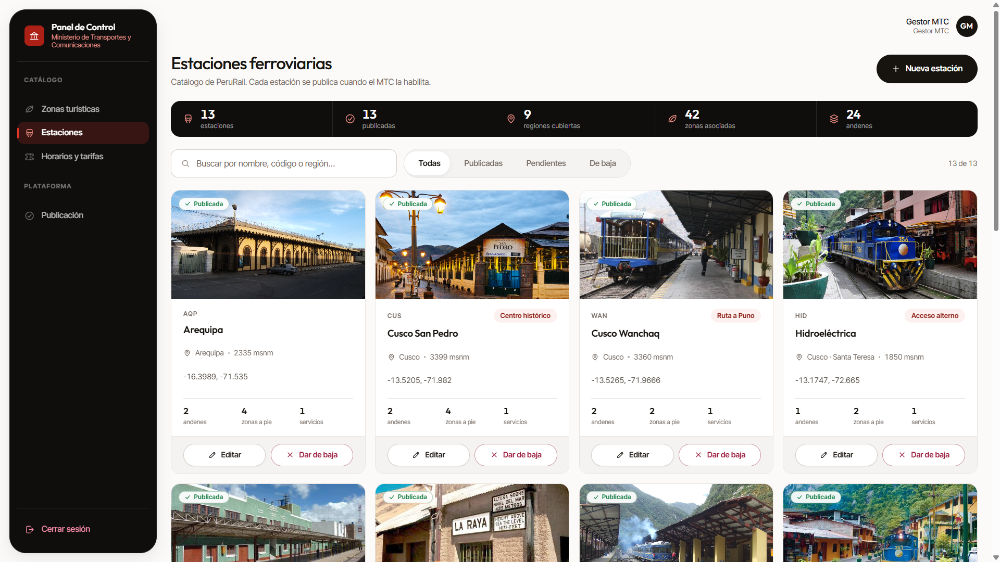 Panel de Control
Ministerio de Transportes y
Comunicaciones
CATÁLOGO
Zonas turísticas
Estaciones
Horarios y tarifas
PLATAFORMA
Publicación
Cerrar sesión
Gestor MTC
Gestor MTC
GM
Estaciones ferroviarias
Catálogo de PeruRail. Cada estación se publica cuando el MTC la habilita.
+ Nueva estación
13
estaciones
13
publicadas
9
regiones cubiertas
42
zonas asociadas
24
andenes
Buscar por nombre, código o región...
Todas
Publicadas
Pendientes
De baja
13 de 13
Publicada
AQP
Arequipa
Arequipa • 2335 msnm
-16.3989, -71.535
2 andenes
4 zonas a pie
1 servicios
Editar
Dar de baja
Publicada
SAN
PEDRO
CUS
Centro histórico
Cusco San Pedro
Cusco • 3399 msnm
-13.5205, -71.982
2 andenes
4 zonas a pie
1 servicios
Editar
Dar de baja
Publicada
WAN
Ruta a Puno
Cusco Wanchaq
Cusco • 3360 msnm
-13.5265, -71.9666
2 andenes
2 zonas a pie
1 servicios
Editar
Dar de baja
Publicada
356
356
HID
Acceso alterno
Hidroeléctrica
Cusco · Santa Teresa • 1850 msnm
-13.1747, -72.665
1 andenes
2 zonas a pie
1 servicios
Editar
Dar de baja
Publicada
Publicada
ALTURA SOBRE
NIVEL DEL MAR
4319 METROS
LA RAYA
HEIGHT ABOVE
SEA THE LEVEL
14172-FEET
Publicada
Publicada
353